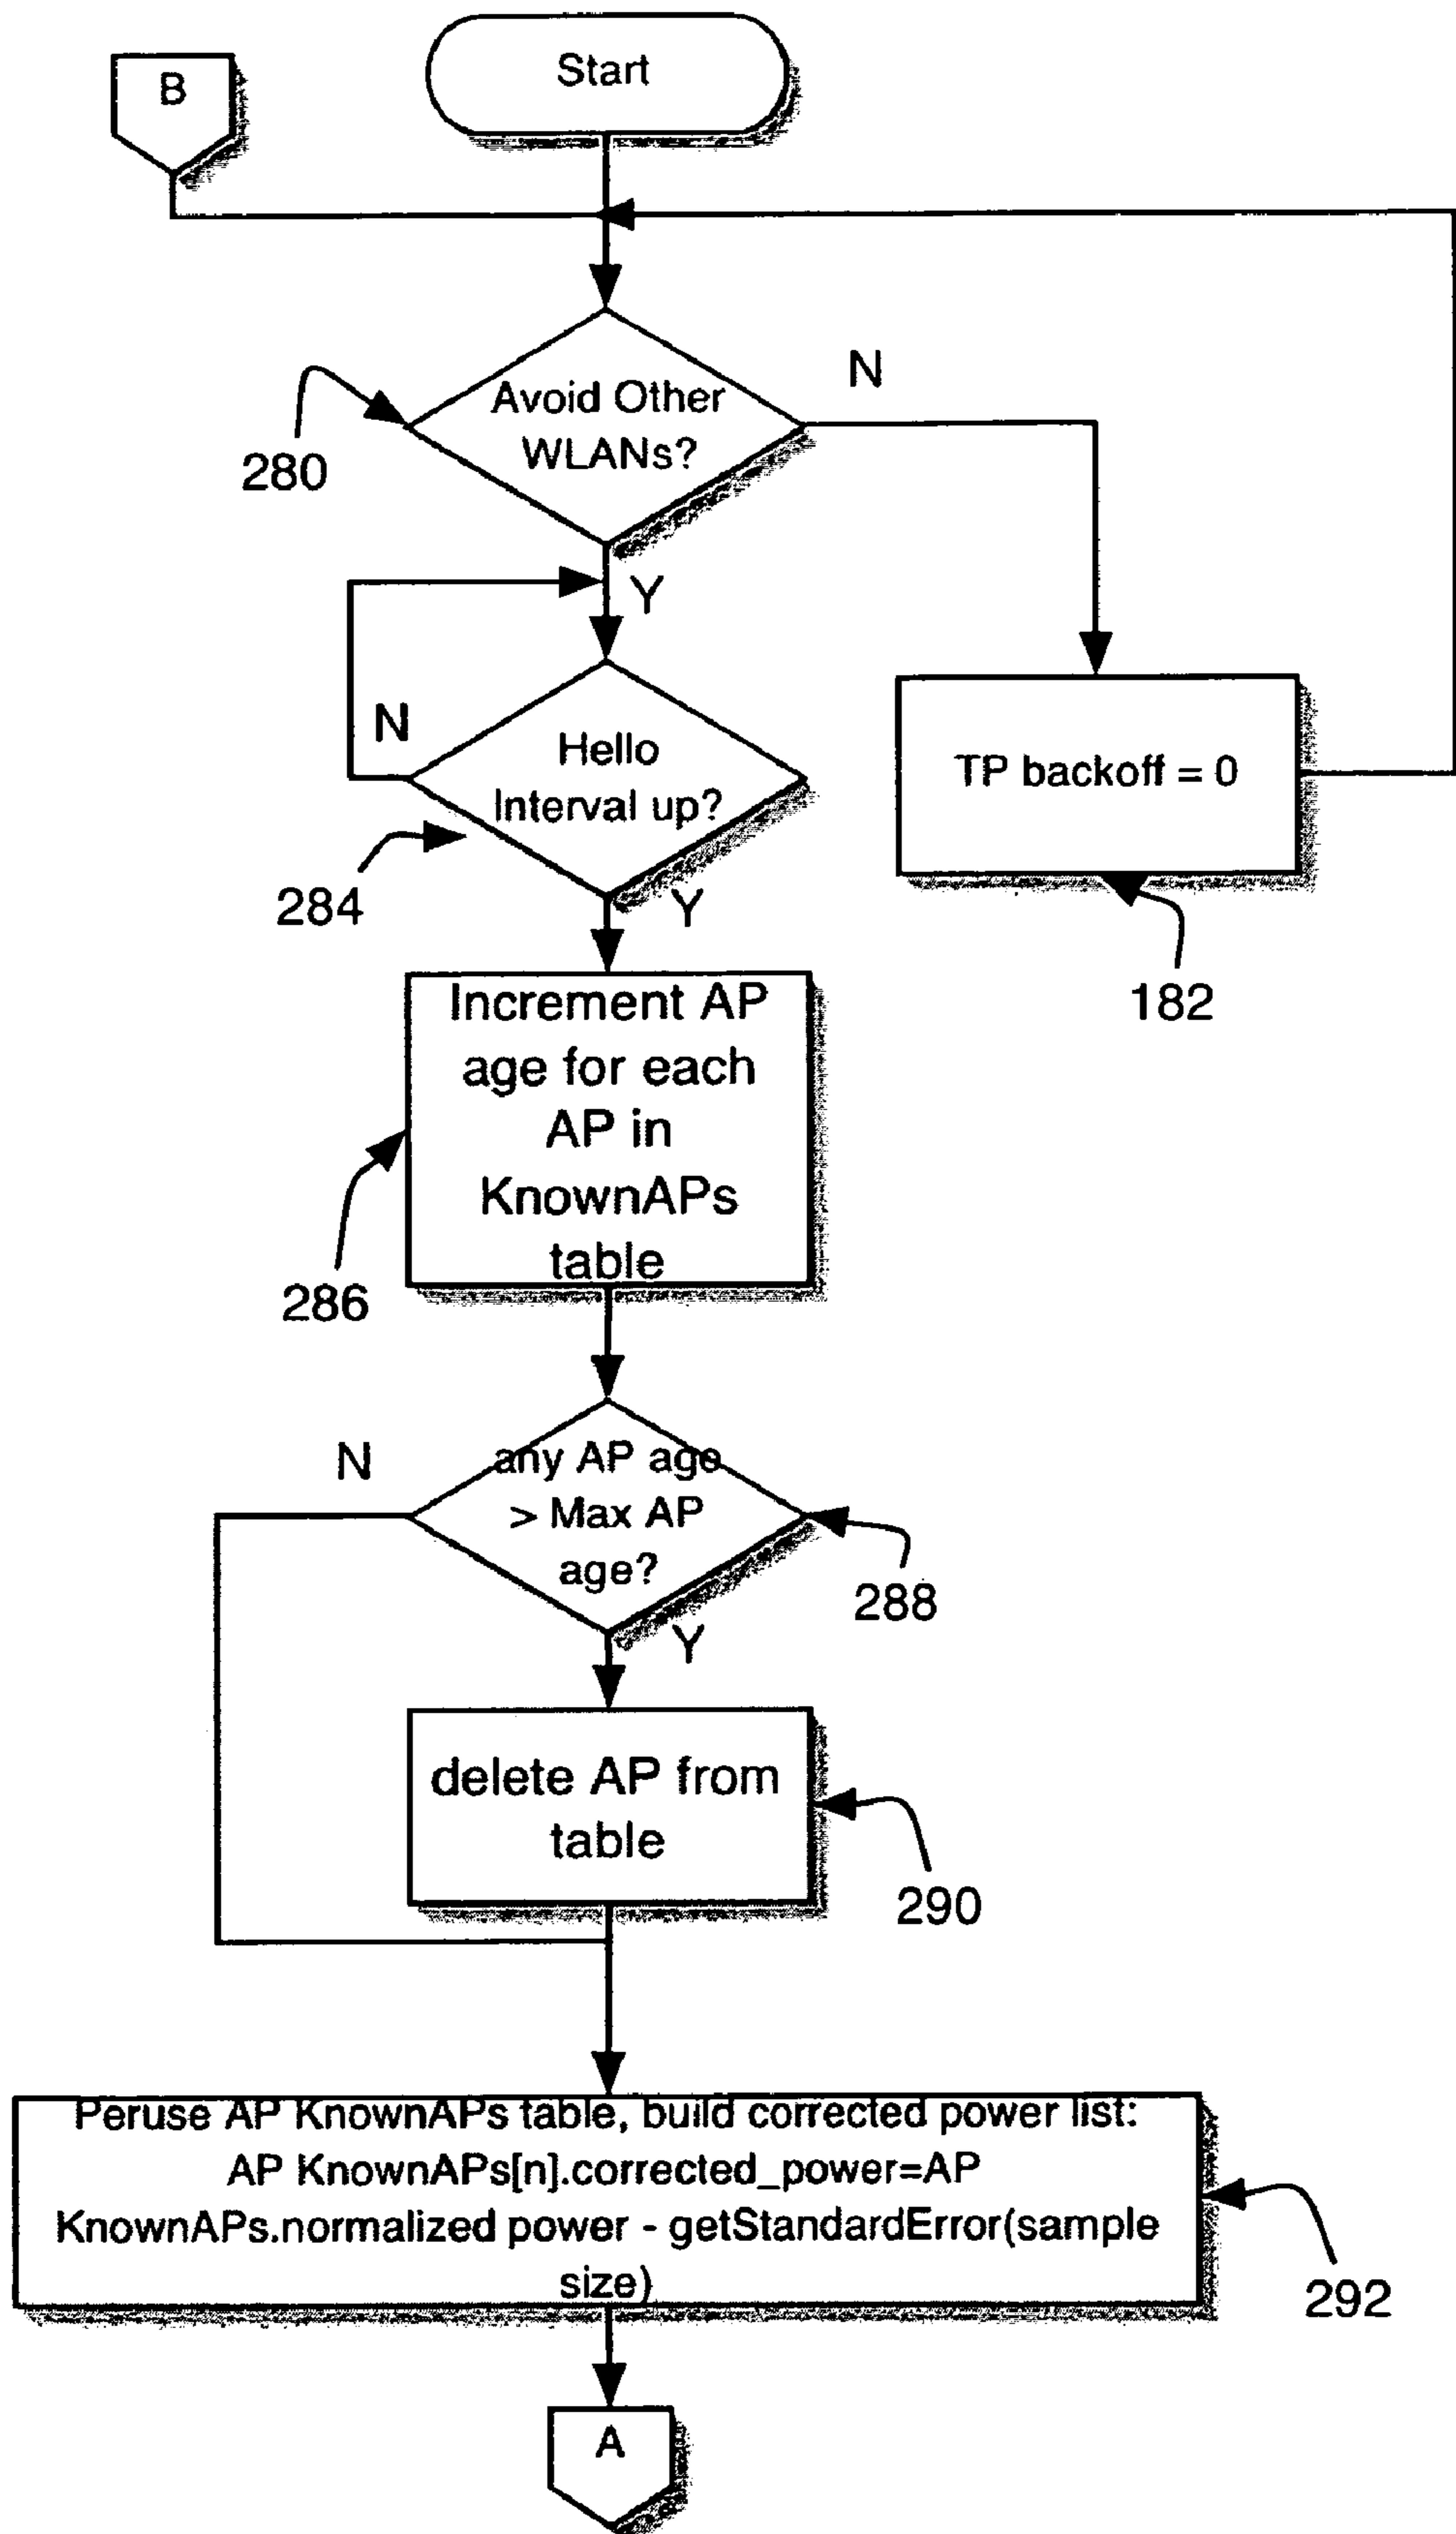 B
Start
Avoid Other
WLANs?
N
280
Y
N
Hello
Interval up?
TP backoff = 0
284
Y
182
Increment AP
age for each
AP in
KnownAPs
table
286
N
any AP age
> Max AP
age?
288
Y
delete AP from
table
290
Peruse AP KnownAPs table, build corrected power list:
AP KnownAPs[n].corrected_power=AP
KnownAPs.normalized power - getStandardError(sample
size)
292
A